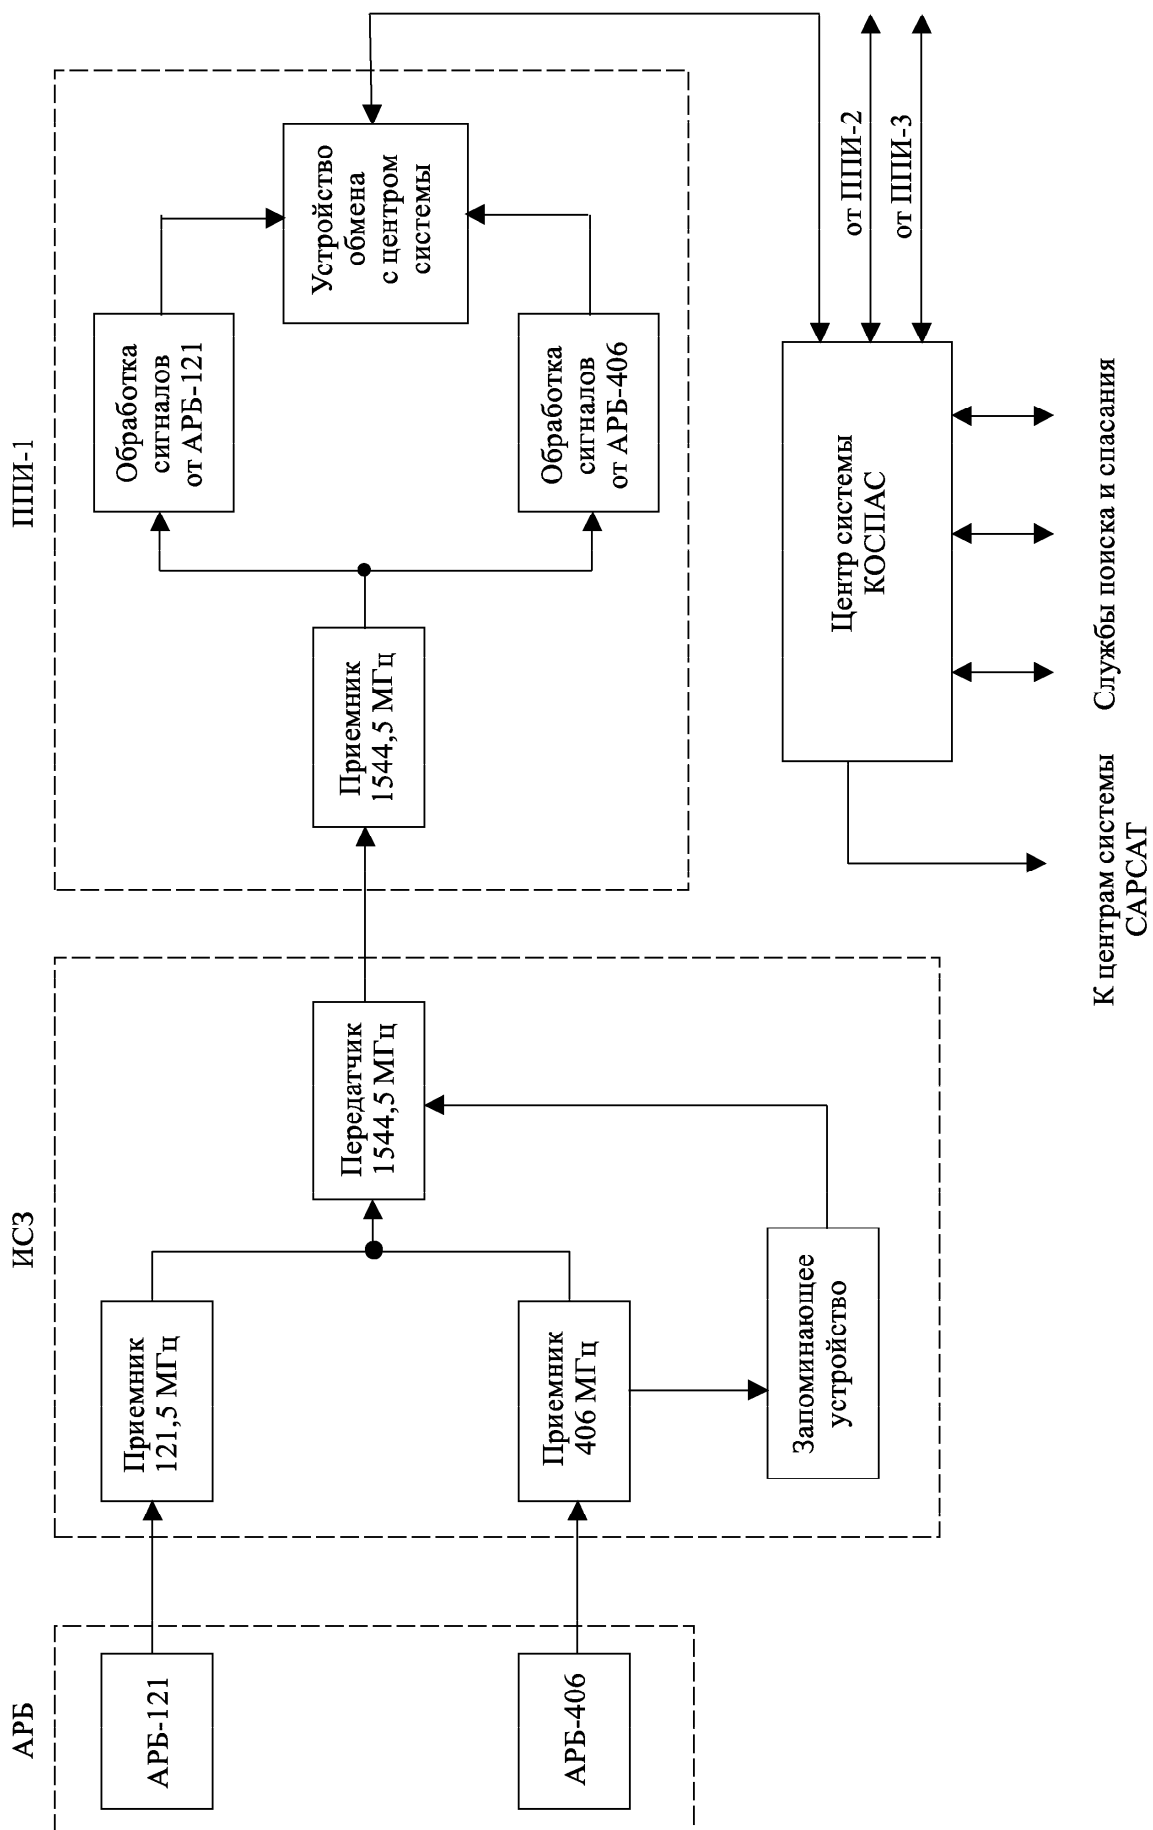 АРБ
АРБ-121
АРБ-406
ИСЗ
Приемник
121,5 МГц
Приемник
406 МГц
Запоминающее
устройство
Передатчик
1544,5 МГц
ППИ-1
Приемник
1544,5 МГц
Обработка
сигналов
от АРБ-121
Обработка
сигналов
от АРБ-406
Устройство
обмена
с центром
системы
от ППИ-2
от ППИ-3
Центр системы
КОСПАС
К центрам системы
САРСАТ
Службы поиска и спасания